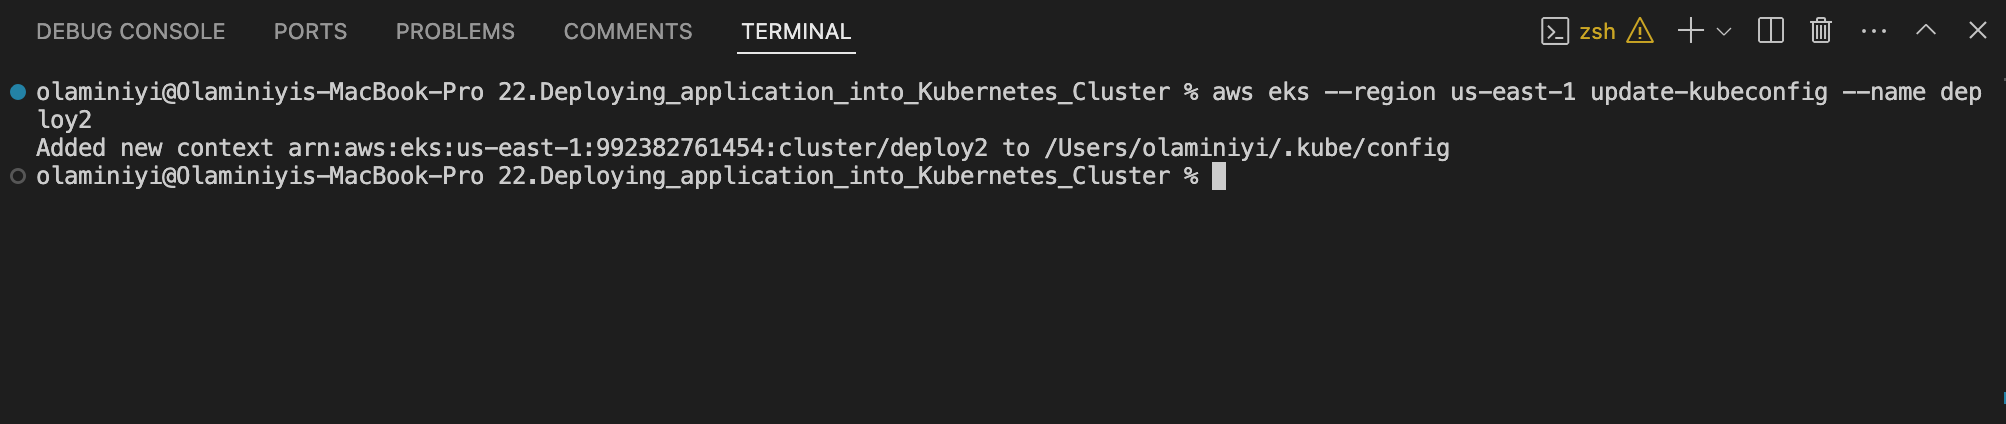 DEBUG CONSOLE PORTS PROBLEMS COMMENTS TERMINAL zsh
olaminiyi@Olaminiyis-MacBook-Pro 22.Deploying_application_into_Kubernetes_Cluster % aws eks --region us-east-1 update-kubeconfig --name dep
loy2
Added new context arn:aws:eks:us-east-1:992382761454:cluster/deploy2 to /Users/olaminiyi/.kube/config
olaminiyi@Olaminiyis-MacBook-Pro 22.Deploying_application_into_Kubernetes_Cluster %